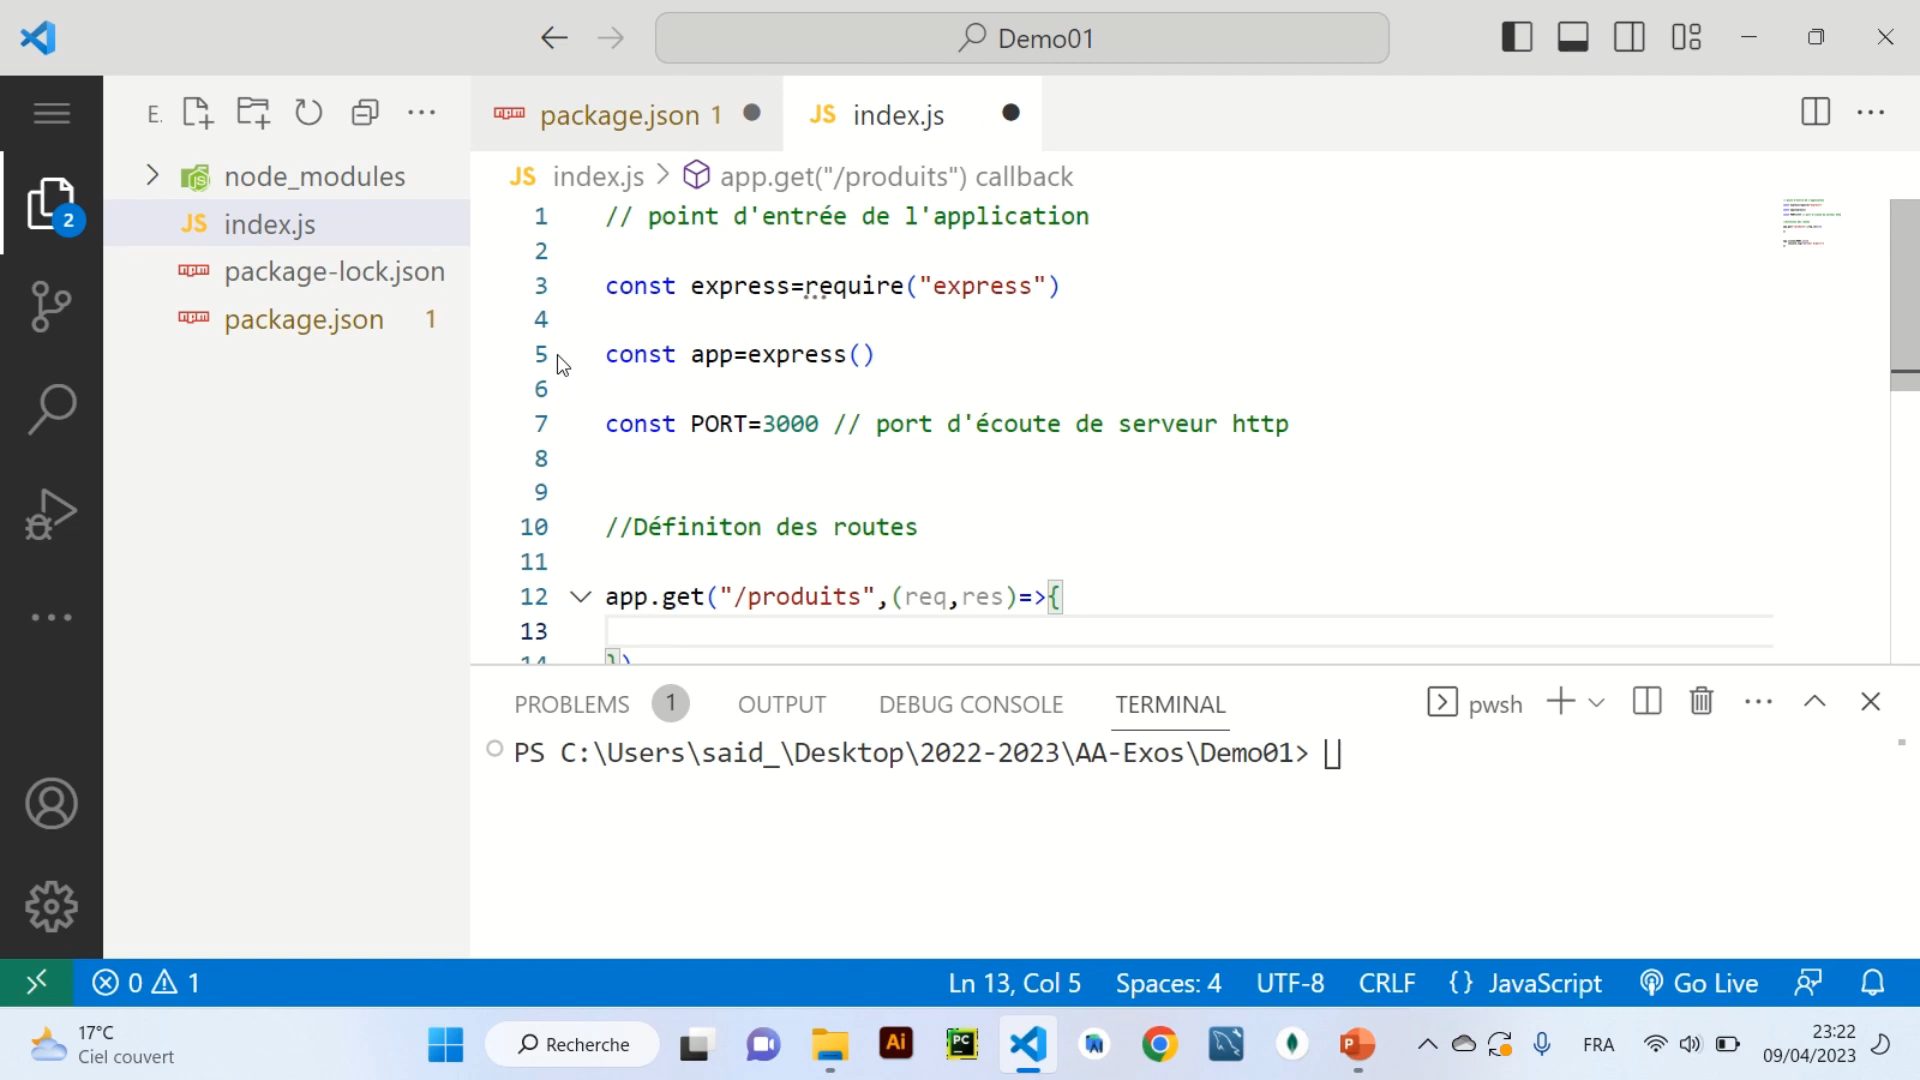 Demo01
E.
node_modules
JS index.js
package-lock.json
package.json 1
2
package.json 1
JS index.js
JS index.js > app.get("/produits") callback
1 // point d'entrée de l'application
2
3 const express=require("express")
4
5 const app=express()
6
7 const PORT=3000 // port d'écoute de serveur http
8
9
10 //Définiton des routes
11
12 app.get("/produits",(req,res)=>{
13
14 })
PROBLEMS 1 OUTPUT DEBUG CONSOLE TERMINAL pwsh
PS C:\Users\said_\Desktop\2022-2023\AA-Exos\Demo01>
0 1 Ln 13, Col 5 Spaces: 4 UTF-8 CRLF {} JavaScript Go Live
17°C
Ciel couvert
Recherche
Ai
PC
P
FRA
23:22
09/04/2023